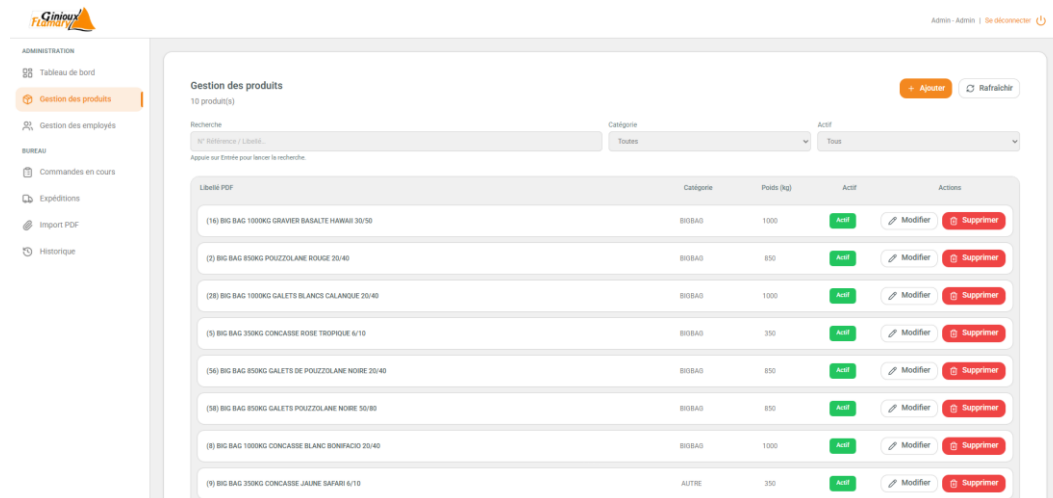 Ginioux
Flamary
Admin - Admin | Se déconnecter
ADMINISTRATION
Tableau de bord
Gestion des produits
Gestion des employés
BUREAU
Commandes en cours
Expéditions
Import PDF
Historique
Gestion des produits
10 produit(s)
+ Ajouter
Rafraîchir
Recherche
Catégorie
Actif
N° Référence / Libellé...
Toutes
Tous
Appuie sur Entrée pour lancer la recherche.
Libellé PDF Catégorie Poids (kg) Actif Actions
(16) BIG BAG 1000KG GRAVIER BASALTE HAWAII 30/50 BIGBAG 1000 Actif Modifier Supprimer
(2) BIG BAG 850KG POUZZOLANE ROUGE 20/40 BIGBAG 850 Actif Modifier Supprimer
(28) BIG BAG 1000KG GALETS BLANCS CALANQUE 20/40 BIGBAG 1000 Actif Modifier Supprimer
(5) BIG BAG 350KG CONCASSE ROSE TROPIQUE 6/10 BIGBAG 350 Actif Modifier Supprimer
(56) BIG BAG 850KG GALETS DE POUZZOLANE NOIRE 20/40 BIGBAG 850 Actif Modifier Supprimer
(58) BIG BAG 850KG GALETS POUZZOLANE NOIRE 50/80 BIGBAG 850 Actif Modifier Supprimer
(8) BIG BAG 1000KG CONCASSE BLANC BONIFACIO 20/40 BIGBAG 1000 Actif Modifier Supprimer
(9) BIG BAG 350KG CONCASSE JAUNE SAFARI 6/10 AUTRE 350 Actif Modifier Supprimer